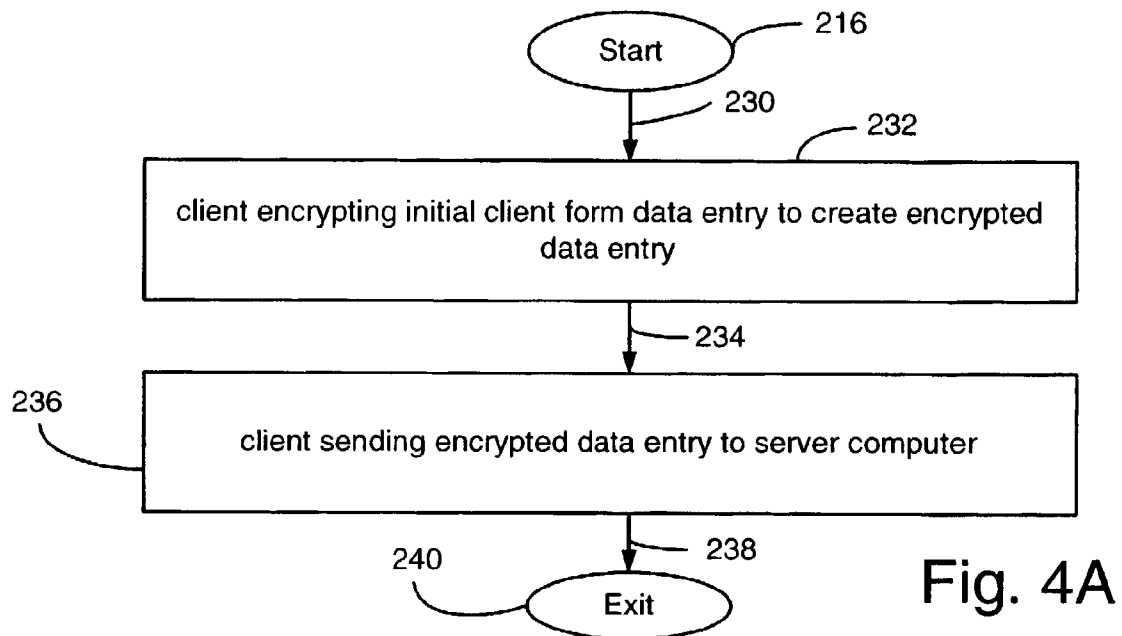 Start
216
230
232
client encrypting initial client form data entry to create encrypted
data entry
234
236
client sending encrypted data entry to server computer
238
240
Exit
Fig. 4A